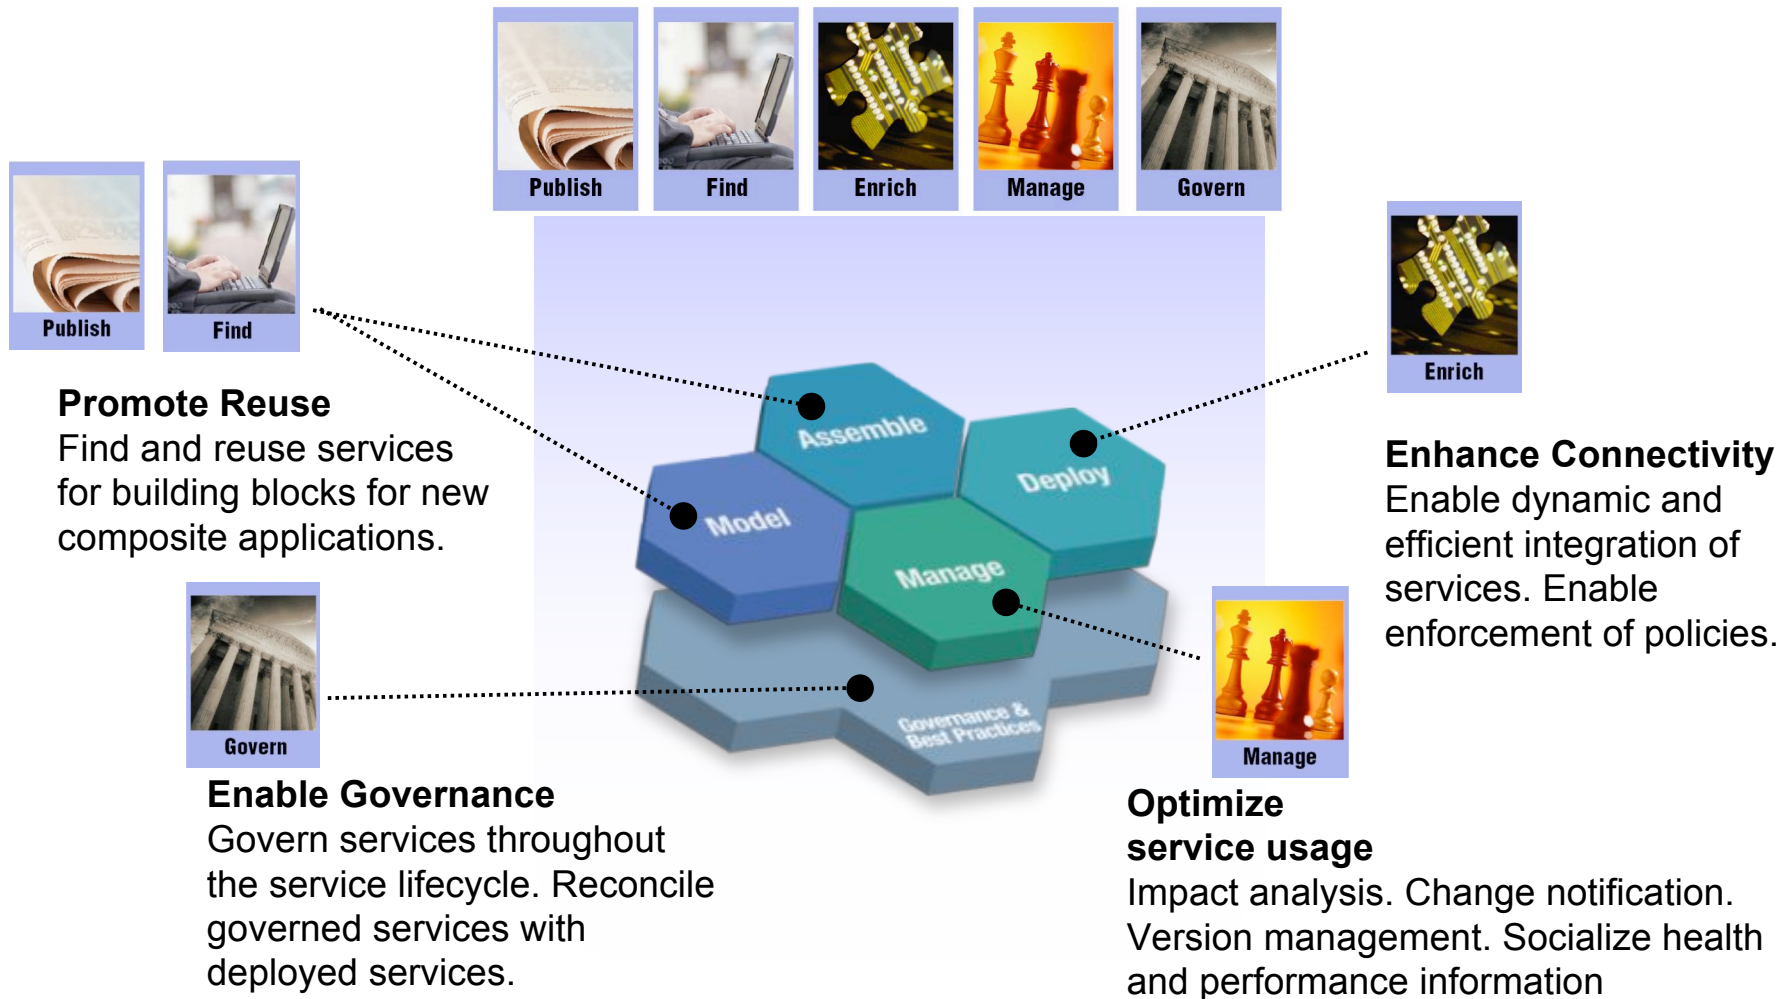 Publish
Find
Enrich
Manage
Govern
Publish
Find
Promote Reuse
Find and reuse services
for building blocks for new
composite applications.
Enrich
Enhance Connectivity
Enable dynamic and
efficient integration of
services. Enable
enforcement of policies.
Assemble
Deploy
Model
Manage
Governance &
Best Practices
Govern
Enable Governance
Govern services throughout
the service lifecycle. Reconcile
governed services with
deployed services.
Manage
Optimize
service usage
Impact analysis. Change notification.
Version management. Socialize health
and performance information